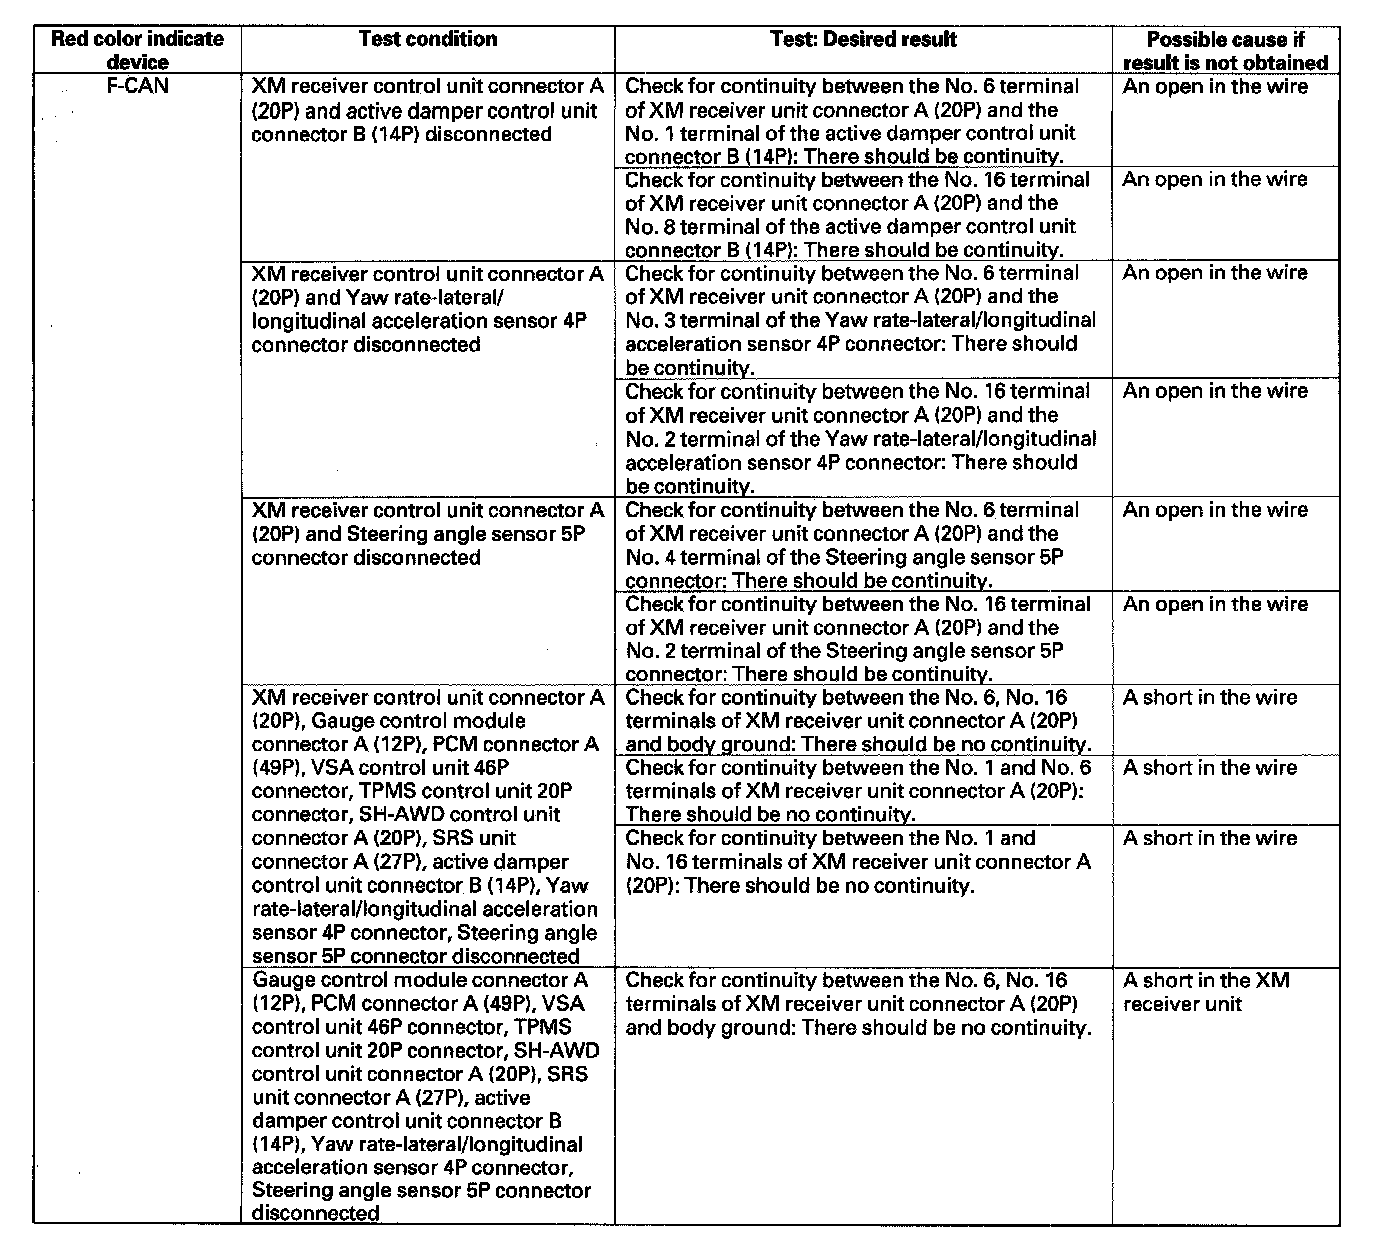 Red color indicate
device
Test condition
Test: Desired result
Possible cause if
result is not obtained
F-CAN
XM receiver control unit connector A
(20P) and active damper control unit
connector B (14P) disconnected
Check for continuity between the No. 6 terminal
of XM receiver unit connector A (20P) and the
No. 1 terminal of the active damper control unit
connector B (14P): There should be continuity.
An open in the wire
Check for continuity between the No. 16 terminal
of XM receiver unit connector A (20P) and the
No. 8 terminal of the active damper control unit
connector B (14P): There should be continuity.
An open in the wire
XM receiver control unit connector A
(20P) and Yaw rate-lateral/
longitudinal acceleration sensor 4P
connector disconnected
Check for continuity between the No. 6 terminal
of XM receiver unit connector A (20P) and the
No. 3 terminal of the Yaw rate-lateral/longitudinal
acceleration sensor 4P connector: There should
be continuity.
An open in the wire
Check for continuity between the No. 16 terminal
of XM receiver unit connector A (20P) and the
No. 2 terminal of the Yaw rate-lateral/longitudinal
acceleration sensor 4P connector: There should
be continuity.
An open in the wire
XM receiver control unit connector A
(20P) and Steering angle sensor 5P
connector disconnected
Check for continuity between the No. 6 terminal
of XM receiver unit connector A (20P) and the
No. 4 terminal of the Steering angle sensor 5P
connector: There should be continuity.
An open in the wire
Check for continuity between the No. 16 terminal
of XM receiver unit connector A (20P) and the
No. 2 terminal of the Steering angle sensor 5P
connector: There should be continuity.
An open in the wire
XM receiver control unit connector A
(20P), Gauge control module
connector A (12P), PCM connector A
(49P), VSA control unit 46P
connector, TPMS control unit 20P
connector, SH-AWD control unit
connector A (20P), SRS unit
connector A (27P), active damper
control unit connector B (14P), Yaw
rate-lateral/longitudinal acceleration
sensor 4P connector, Steering angle
sensor 5P connector disconnected
Check for continuity between the No. 6, No. 16
terminals of XM receiver unit connector A (20P)
and body ground: There should be no continuity.
A short in the wire
Check for continuity between the No. 1 and No. 6
terminals of XM receiver unit connector A (20P):
There should be no continuity.
A short in the wire
Check for continuity between the No. 1 and
No. 16 terminals of XM receiver unit connector A
(20P): There should be no continuity.
A short in the wire
Gauge control module connector A
(12P), PCM connector A (49P), VSA
control unit 46P connector, TPMS
control unit 20P connector, SH-AWD
control unit connector A (20P), SRS
unit connector A (27P), active
damper control unit connector B
(14P), Yaw rate-lateral/longitudinal
acceleration sensor 4P connector,
Steering angle sensor 5P connector
disconnected
Check for continuity between the No. 6, No. 16
terminals of XM receiver unit connector A (20P)
and body ground: There should be no continuity.
A short in the XM
receiver unit